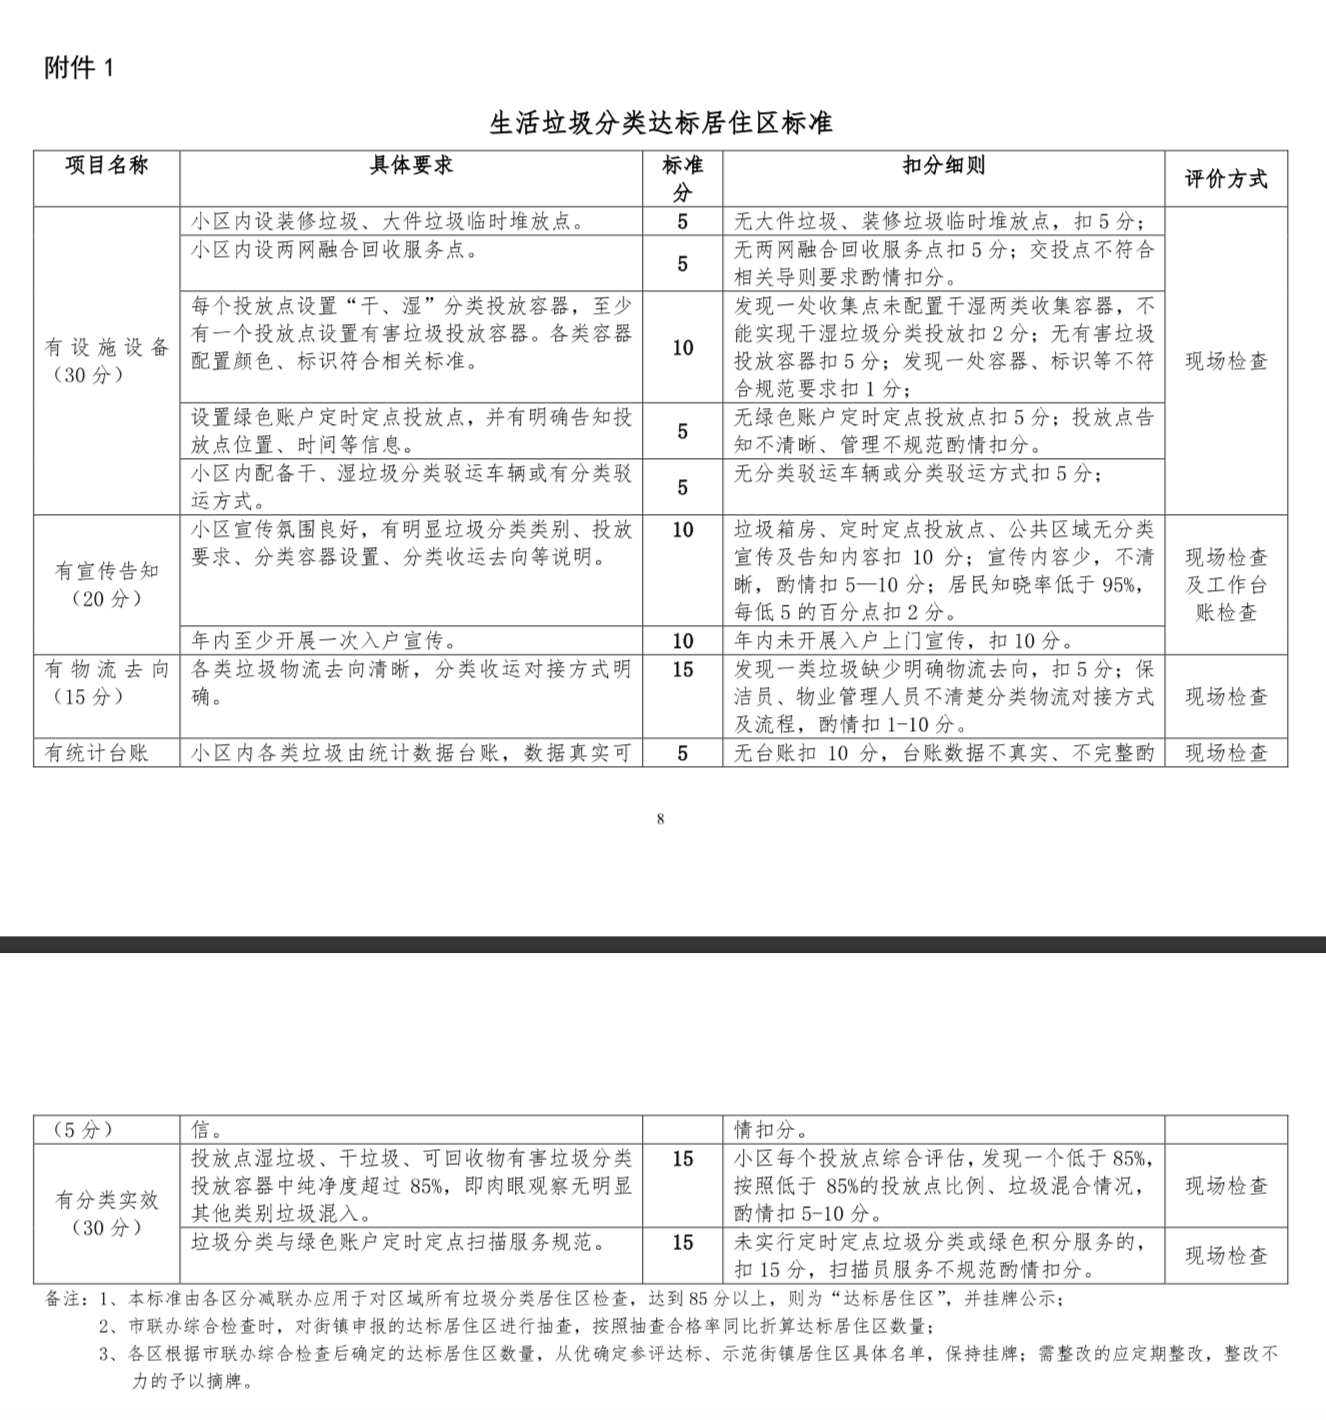 附件 1
生活垃圾分类达标居住区标准
项目名称
具体要求
标准
分
扣分细则
评价方式
有设施设备
（30 分）
小区内设装修垃圾、大件垃圾临时堆放点。
5
无大件垃圾、装修垃圾临时堆放点，扣 5 分；
现场检查
小区内设两网融合回收服务点。
5
无两网融合回收服务点扣 5 分；交投点不符合
相关导则要求酌情扣分。
每个投放点设置“干、湿”分类投放容器，至少
有一个投放点设置有害垃圾投放容器。各类容器
配置颜色、标识符合相关标准。
10
发现一处收集点未配置干湿两类收集容器，不
能实现干湿垃圾分类投放扣 2 分；无有害垃圾
投放容器扣 5 分；发现一处容器、标识等不符
合规范要求扣 1 分；
设置绿色账户定时定点投放点，并有明确告知投
放点位置、时间等信息。
5
无绿色账户定时定点投放点扣 5 分；投放点告
知不清晰、管理不规范酌情扣分。
小区内配备干、湿垃圾分类驳运车辆或有分类驳
运方式。
5
无分类驳运车辆或分类驳运方式扣 5 分；
有宣传告知
（20 分）
小区宣传氛围良好，有明显垃圾分类类别、投放
要求、分类容器设置、分类收运去向等说明。
10
垃圾箱房、定时定点投放点、公共区域无分类
宣传及告知内容扣 10 分；宣传内容少，不清
晰，酌情扣 5—10 分；居民知晓率低于 95%，
每低 5 的百分点扣 2 分。
现场检查
及工作台
账检查
年内至少开展一次入户宣传。
10
年内未开展入户上门宣传，扣 10 分。
有物流去向
（15 分）
各类垃圾物流去向清晰，分类收运对接方式明
确。
15
发现一类垃圾缺少明确物流去向，扣 5 分；保
洁员、物业管理人员不清楚分类物流对接方式
及流程，酌情扣 1-10 分。
现场检查
有统计台账
小区内各类垃圾由统计数据台账，数据真实可
5
无台账扣 10 分，台账数据不真实、不完整酌
现场检查
8
（5 分）
信。
情扣分。
有分类实效
（30 分）
投放点湿垃圾、干垃圾、可回收物有害垃圾分类
投放容器中纯净度超过 85%，即肉眼观察无明显
其他类别垃圾混入。
15
小区每个投放点综合评估，发现一个低于 85%，
按照低于 85%的投放点比例、垃圾混合情况，
酌情扣 5-10 分。
现场检查
垃圾分类与绿色账户定时定点扫描服务规范。
15
未实行定时定点垃圾分类或绿色积分服务的，
扣 15 分，扫描员服务不规范酌情扣分。
现场检查
备注：1、本标准由各区分减联办应用于对区域所有垃圾分类居住区检查，达到 85 分以上，则为“达标居住区”，并挂牌公示；
2、市联办综合检查时，对街镇申报的达标居住区进行抽查，按照抽查合格率同比折算达标居住区数量；
3、各区根据市联办综合检查后确定的达标居住区数量，从优确定参评达标、示范街镇居住区具体名单，保持挂牌；需整改的应定期整改，整改不
力的予以摘牌。